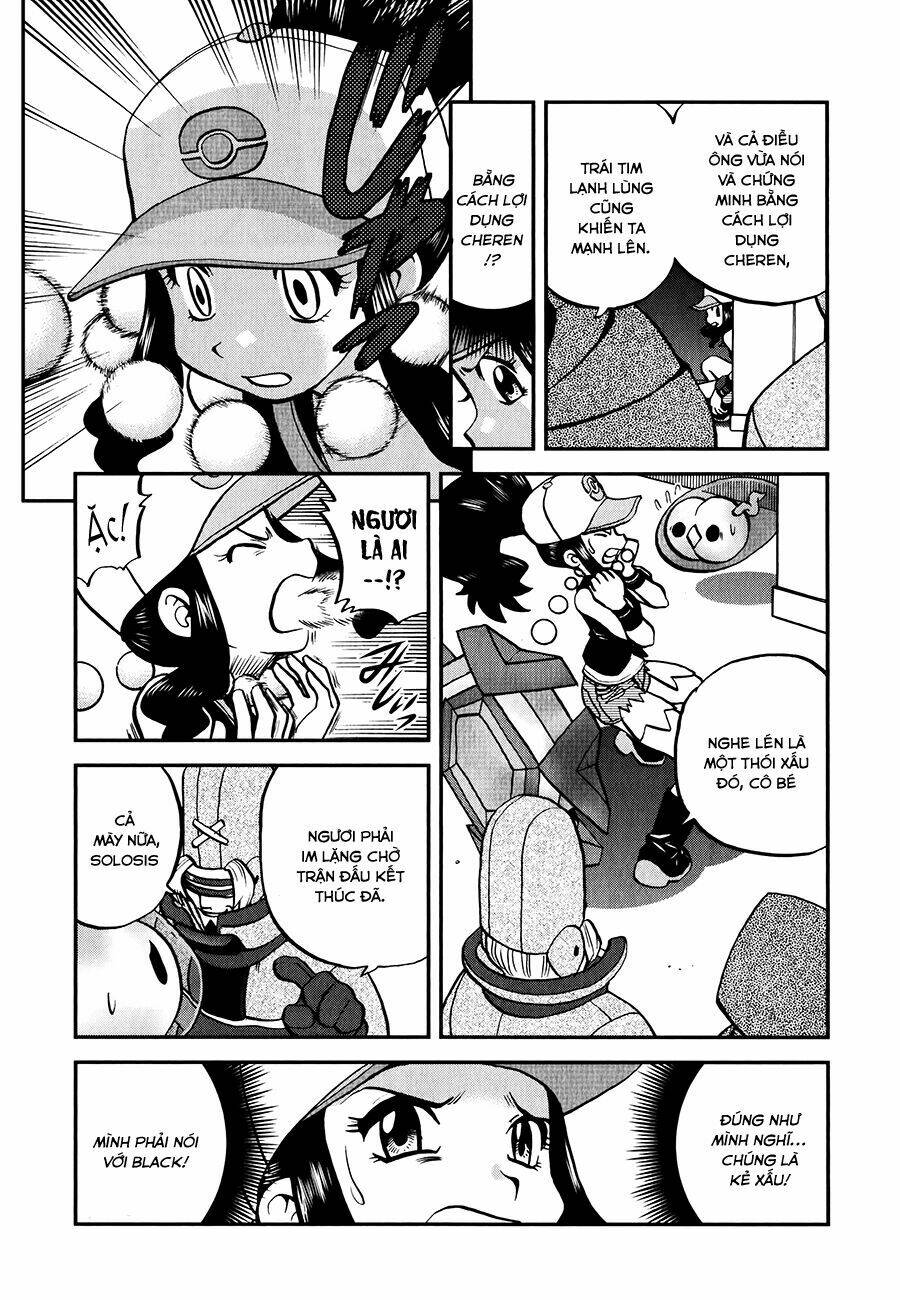 VÀ CẢ ĐIỀU
ÔNG VỪA NÓI
VÀ CHỨNG
MINH BẰNG
CÁCH LỢI
DỤNG
CHEREN,
TRÁI TIM
LẠNH LÙNG
CŨNG
KHIẾN TA
MẠNH LÊN.
BẰNG
CÁCH LỢI
DỤNG
CHEREN
!?
NGHE LÉN LÀ
MỘT THÓI XẤU
ĐÓ, CÔ BÉ
NGƯƠI
LÀ AI
--!?
ẶC!
NGƯƠI PHẢI
IM LẶNG CHỜ
TRẬN ĐẤU KẾT
THÚC ĐÃ.
CẢ
MÀY NỮA,
SOLOSIS
ĐÚNG NHƯ
MÌNH NGHĨ...
CHÚNG LÀ
KẺ XẤU!
MÌNH PHẢI NÓI
VỚI BLACK!